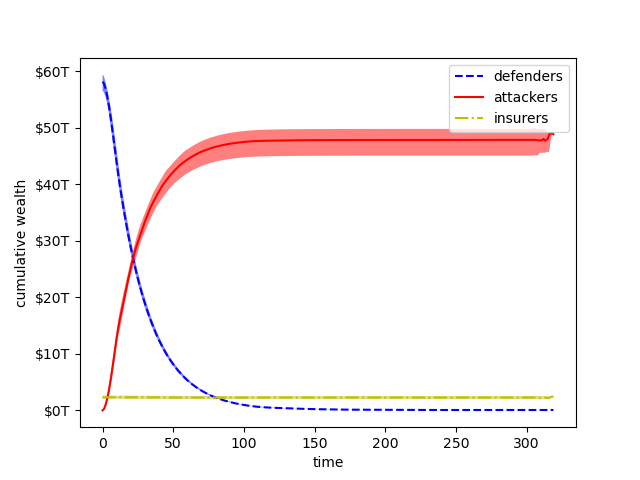 defenders
attackers
insurers
$60T
$50T
$40T
$30T
$20T
$10T
$0T
cumulative wealth
0 50 100 150 200 250 300
time